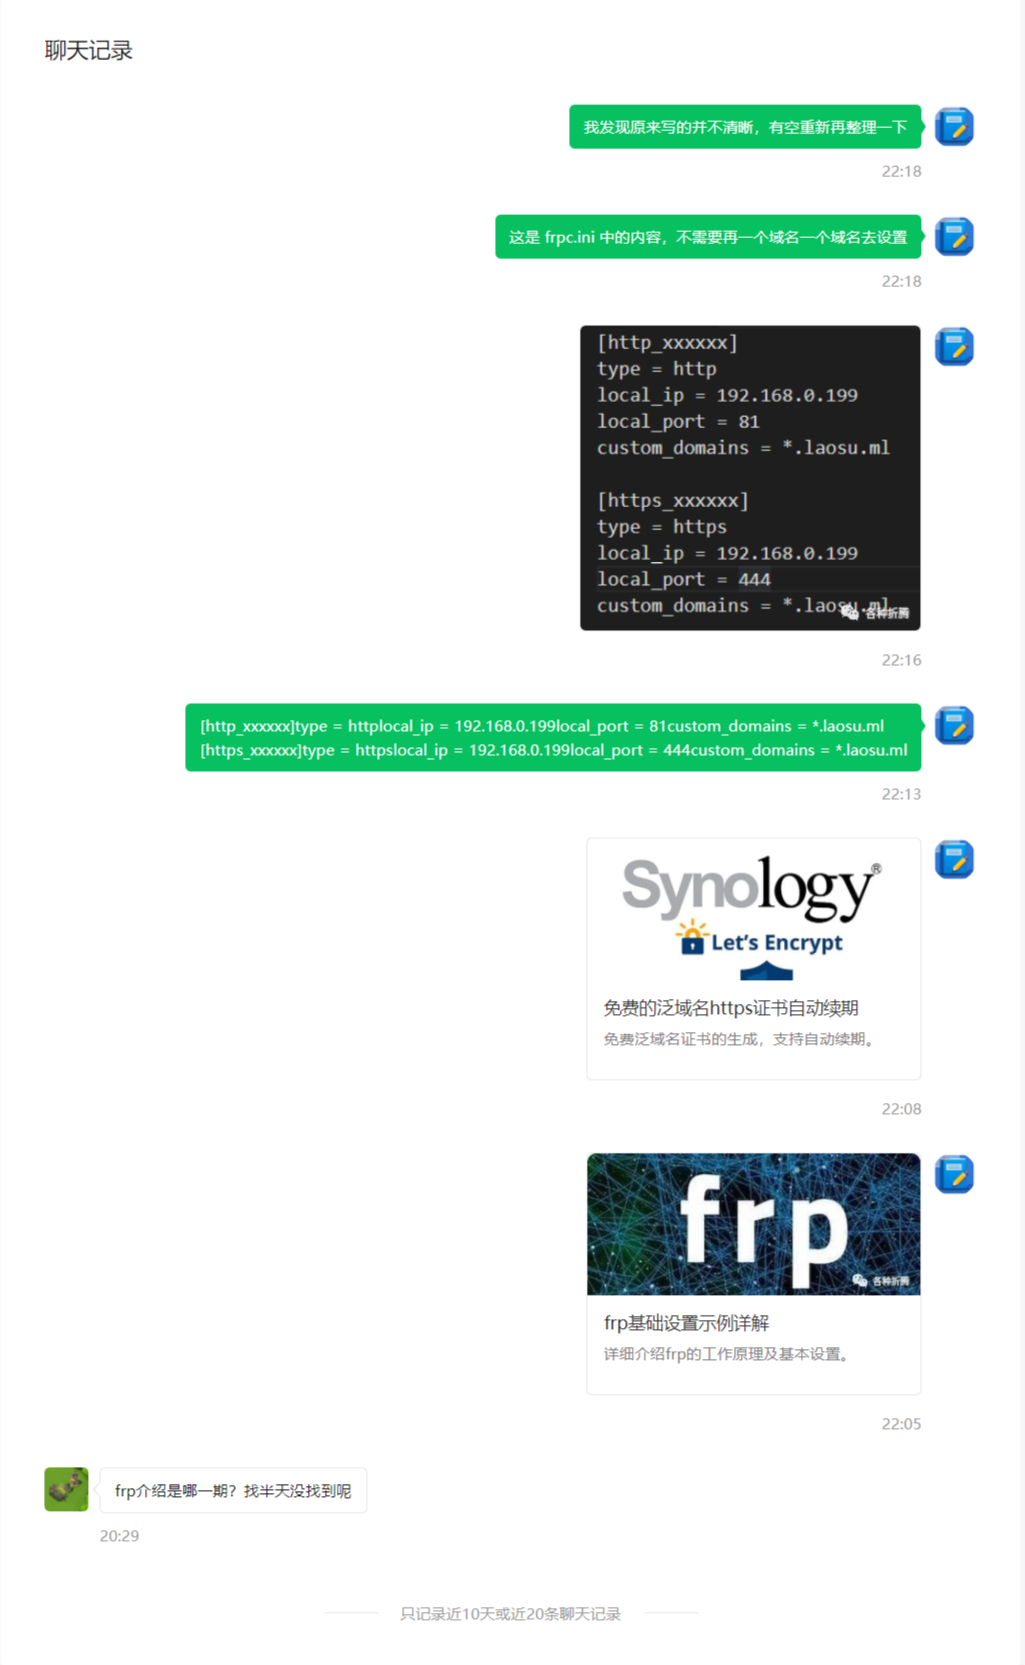 聊天记录
我发现原来写的并不清晰，有空重新再整理一下
22:18
这是 frpc.ini 中的内容，不需要再一个域名一个域名去设置
22:18
[http_xxxxxx]
type = http
local_ip = 192.168.0.199
local_port = 81
custom_domains = *.laosu.ml
[https_xxxxxx]
type = https
local_ip = 192.168.0.199
local_port = 444
custom_domains = *.laosu.ml
各种折腾
22:16
[http_xxxxxx]type = httplocal_ip = 192.168.0.199local_port = 81custom_domains = *.laosu.ml
[https_xxxxxx]type = httpslocal_ip = 192.168.0.199local_port = 444custom_domains = *.laosu.ml
22:13
Synology®
Let's Encrypt
免费的泛域名https证书自动续期
免费泛域名证书的生成，支持自动续期。
22:08
frp
各种折腾
frp基础设置示例详解
详细介绍frp的工作原理及基本设置。
22:05
frp介绍是哪一期？找半天没找到呢
20:29
只记录近10天或近20条聊天记录